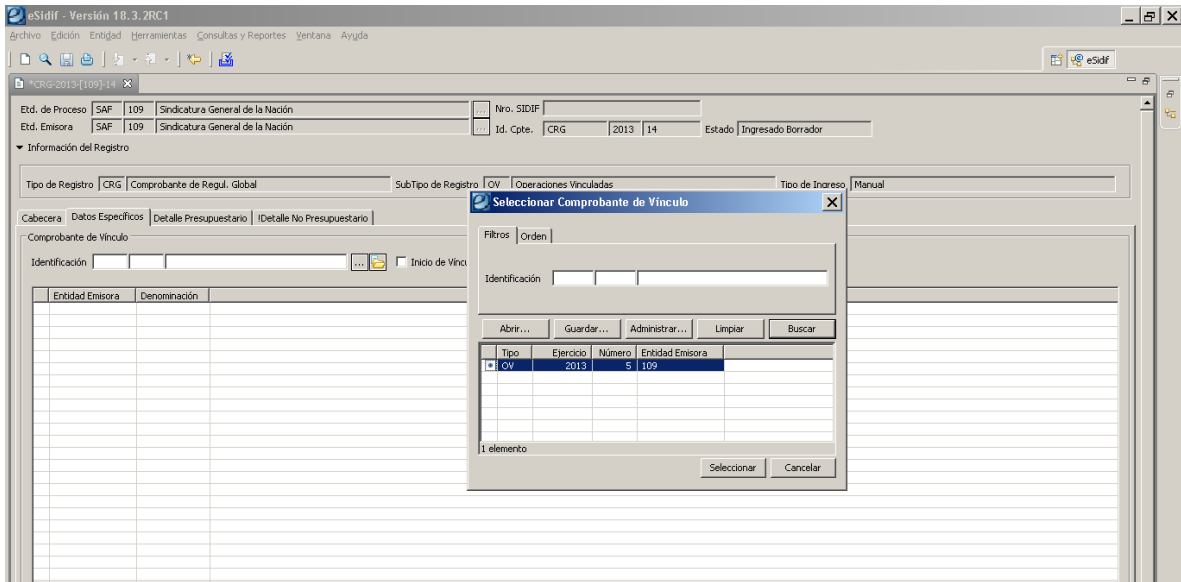 eSidif - Versión 18.3.2RC1
Archivo Edición Entidad Herramientas Consultas y Reportes Ventana Ayuda
eSidif
*CRG-2013-[109]-14
Etd. de Proceso SAF 109 Sindicatura General de la Nación ... Nro. SIDIF
Etd. Emisora SAF 109 Sindicatura General de la Nación ... Id. Cpte. CRG 2013 14 Estado Ingresado Borrador
Información del Registro
Tipo de Registro CRG Comprobante de Regul. Global SubTipo de Registro OV Operaciones Vinculadas Tipo de Ingreso Manual
Cabecera Datos Específicos Detalle Presupuestario !Detalle No Presupuestario
Comprobante de Vínculo
Identificación ... Inicio de Víncu
Entidad Emisora Denominación
Seleccionar Comprobante de Vínculo
Filtros Orden
Identificación
Abrir... Guardar... Administrar... Limpiar Buscar
Tipo Ejercicio Número Entidad Emisora
OV 2013 5 109
1 elemento
Seleccionar Cancelar